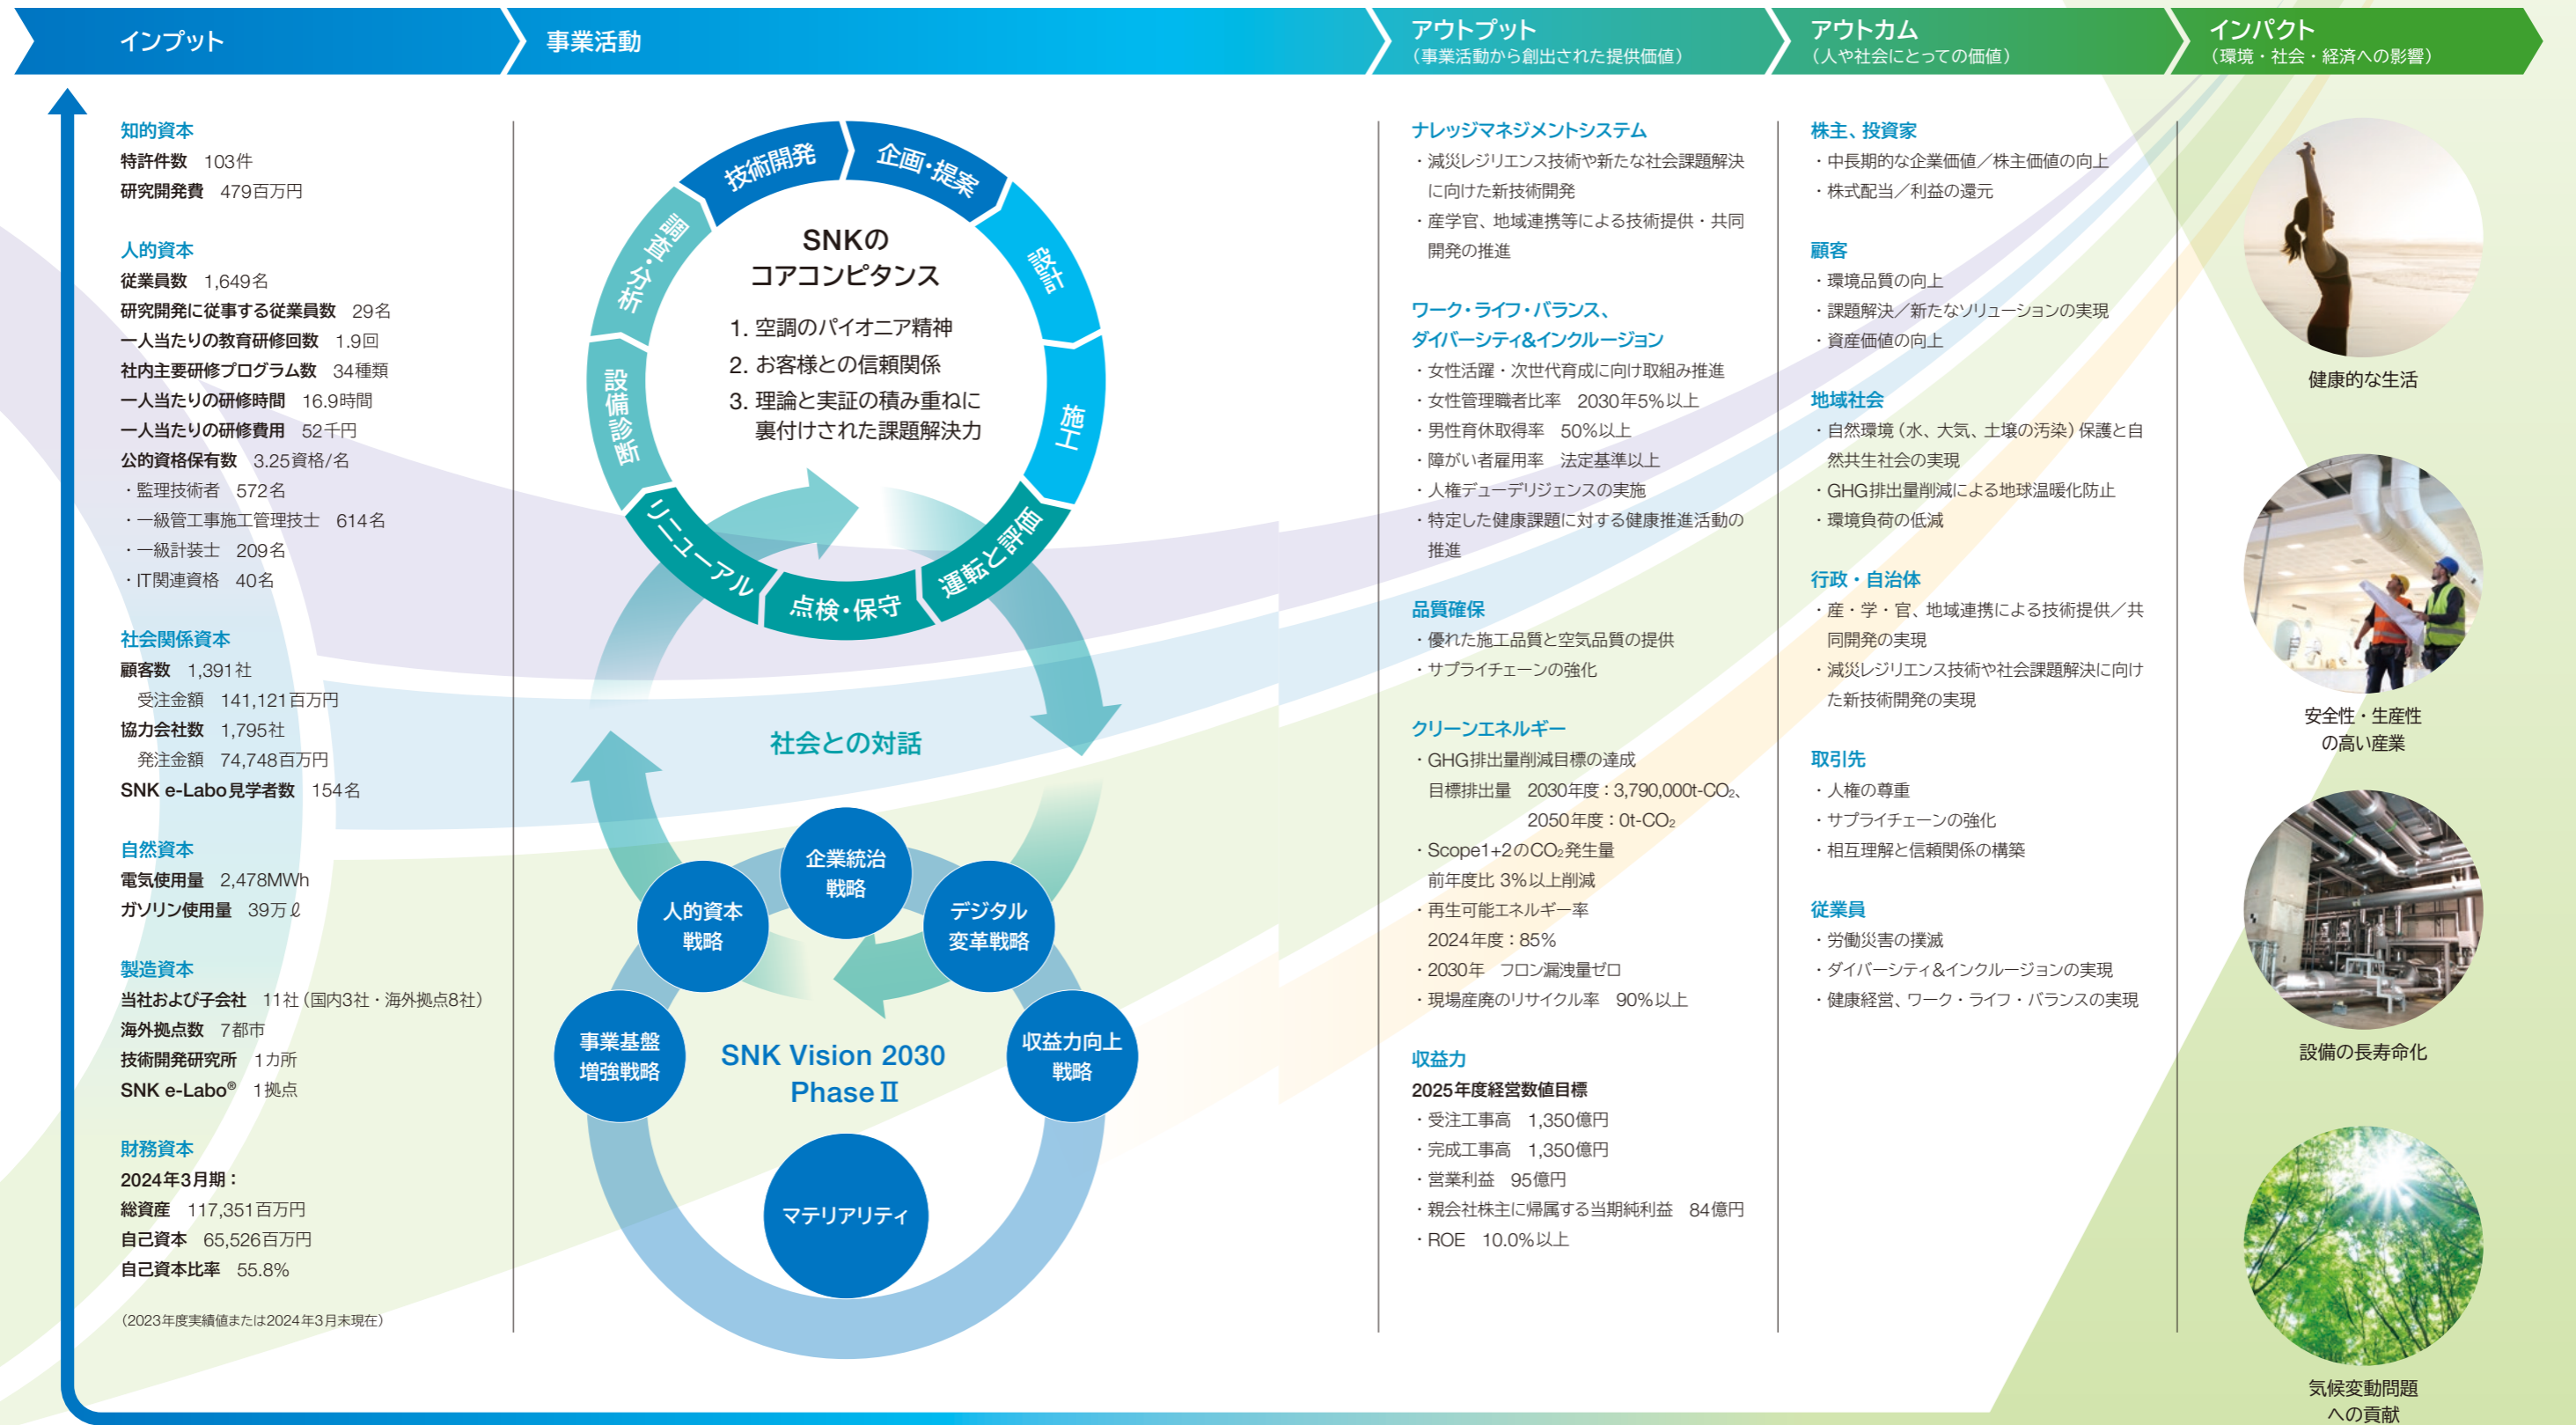 インプット
事業活動
アウトプット
（事業活動から創出された提供価値）
アウトカム
（人や社会にとっての価値）
インパクト
（環境・社会・経済への影響）
知的資本
特許件数　103件
研究開発費　479百万円
人的資本
従業員数　1,649名
研究開発に従事する従業員数　29名
一人当たりの教育研修回数　1.9回
社内主要研修プログラム数　34種類
一人当たりの研修時間　16.9時間
一人当たりの研修費用　52千円
公的資格保有数　3.25資格/名
・監理技術者　572名
・一級管工事施工管理技士　614名
・一級計装士　209名
・IT関連資格　40名
社会関係資本
顧客数　1,391社
受注金額　141,121百万円
協力会社数　1,795社
発注金額　74,748百万円
SNK e-Labo見学者数　154名
自然資本
電気使用量　2,478MWh
ガソリン使用量　39万ℓ
製造資本
当社および子会社　11社（国内3社・海外拠点8社）
海外拠点数　7都市
技術開発研究所　1カ所
SNK e-Labo®　1拠点
財務資本
2024年3月期：
総資産　117,351百万円
自己資本　65,526百万円
自己資本比率　55.8%
（2023年度実績値または2024年3月末現在）
技術開発
企画・提案
設計
施工
運転と評価
点検・保守
リニューアル
設備診断
調査・分析
SNKの
コアコンピタンス
1. 空調のパイオニア精神
2. お客様との信頼関係
3. 理論と実証の積み重ねに
裏付けされた課題解決力
社会との対話
企業統治
戦略
人的資本
戦略
デジタル
変革戦略
事業基盤
増強戦略
収益力向上
戦略
SNK Vision 2030
Phase Ⅱ
マテリアリティ
ナレッジマネジメントシステム
・減災レジリエンス技術や新たな社会課題解決
に向けた新技術開発
・産学官、地域連携等による技術提供・共同
開発の推進
ワーク・ライフ・バランス、
ダイバーシティ&インクルージョン
・女性活躍・次世代育成に向け取組み推進
・女性管理職者比率　2030年5%以上
・男性育休取得率　50%以上
・障がい者雇用率　法定基準以上
・人権デューデリジェンスの実施
・特定した健康課題に対する健康推進活動の
推進
品質確保
・優れた施工品質と空気品質の提供
・サプライチェーンの強化
クリーンエネルギー
・GHG排出量削減目標の達成
目標排出量　2030年度：3,790,000t-CO₂、
2050年度：0t-CO₂
・Scope1+2のCO₂発生量
前年度比 3%以上削減
・再生可能エネルギー率
2024年度：85%
・2030年　フロン漏洩量ゼロ
・現場産廃のリサイクル率　90%以上
収益力
2025年度経営数値目標
・受注工事高　1,350億円
・完成工事高　1,350億円
・営業利益　95億円
・親会社株主に帰属する当期純利益　84億円
・ROE　10.0%以上
株主、投資家
・中長期的な企業価値／株主価値の向上
・株式配当／利益の還元
顧客
・環境品質の向上
・課題解決／新たなソリューションの実現
・資産価値の向上
地域社会
・自然環境（水、大気、土壌の汚染）保護と自
然共生社会の実現
・GHG排出量削減による地球温暖化防止
・環境負荷の低減
行政・自治体
・産・学・官、地域連携による技術提供／共
同開発の実現
・減災レジリエンス技術や社会課題解決に向け
た新技術開発の実現
取引先
・人権の尊重
・サプライチェーンの強化
・相互理解と信頼関係の構築
従業員
・労働災害の撲滅
・ダイバーシティ&インクルージョンの実現
・健康経営、ワーク・ライフ・バランスの実現
健康的な生活
安全性・生産性
の高い産業
設備の長寿命化
気候変動問題
への貢献